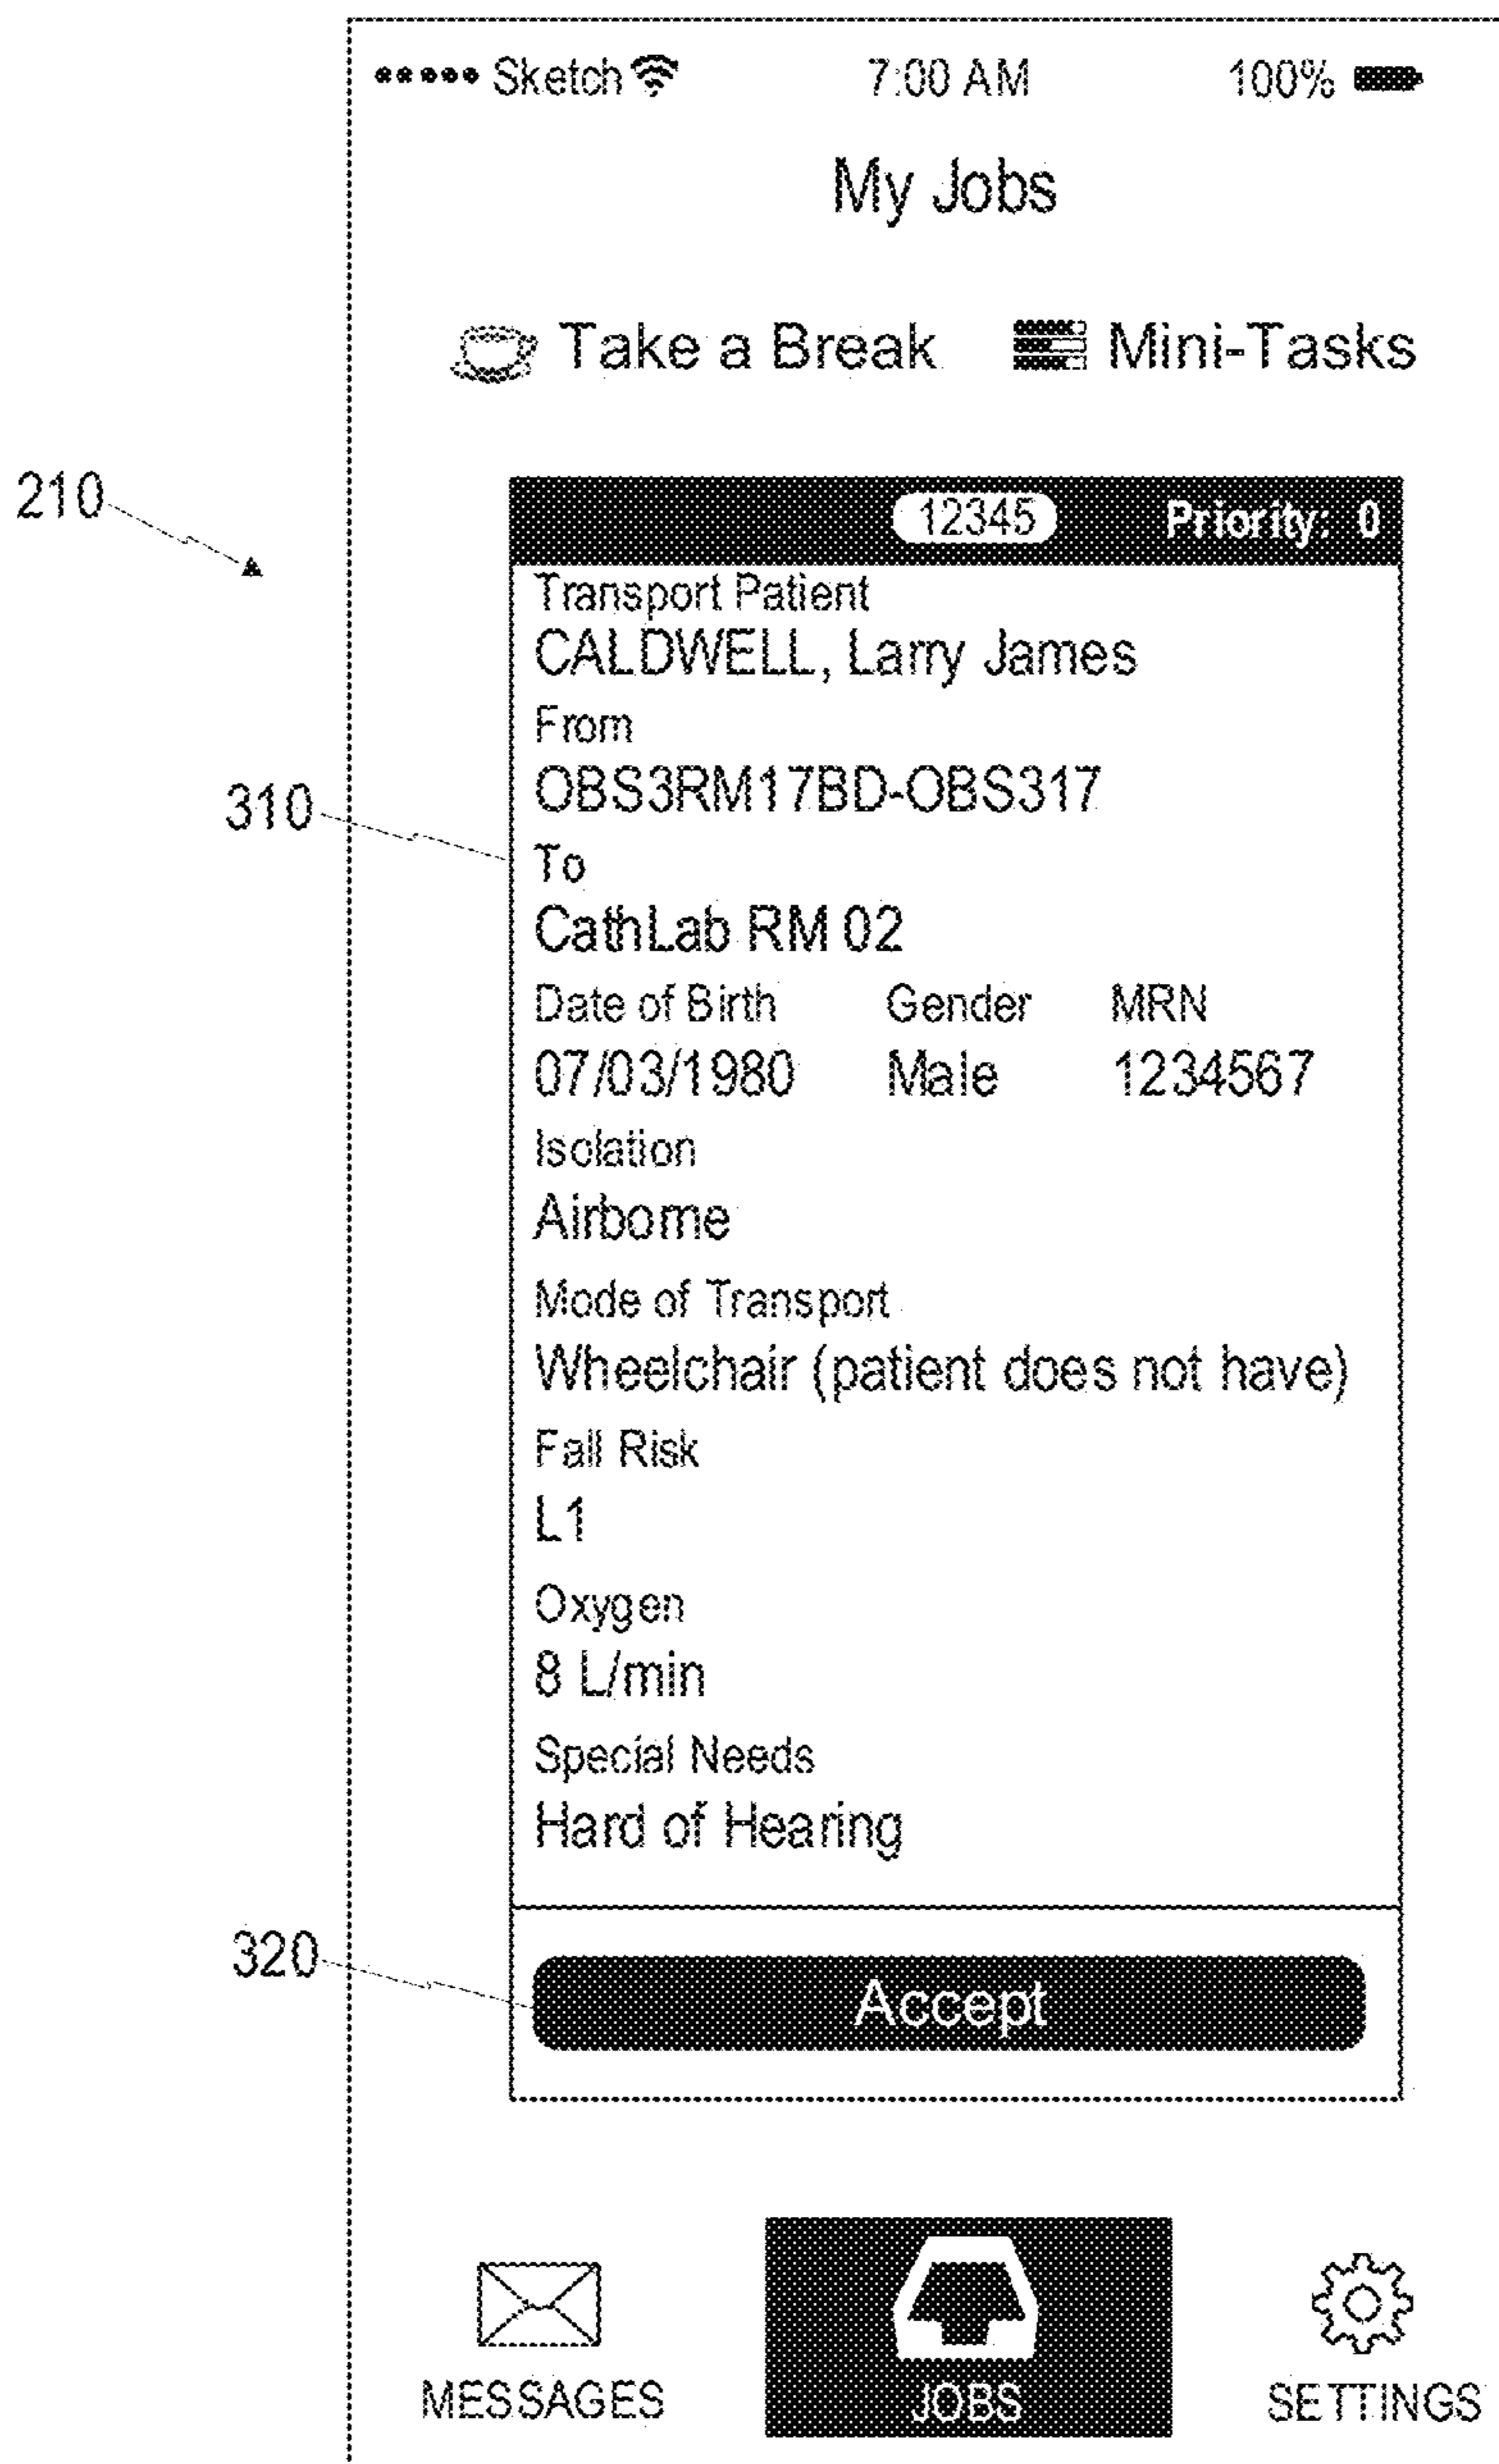 Sketch 7:00 AM 100%
My Jobs
Take a Break Mini-Tasks
210
12345 Priority: 0
Transport Patient
CALDWELL, Larry James
From
OBS3RM17BD-OBS317
310
To
CathLab RM 02
Date of Birth Gender MRN
07/03/1980 Male 1234567
Isolation
Airborne
Mode of Transport
Wheelchair (patient does not have)
Fall Risk
L1
Oxygen
8 L/min
Special Needs
Hard of Hearing
320
Accept
MESSAGES JOBS SETTINGS